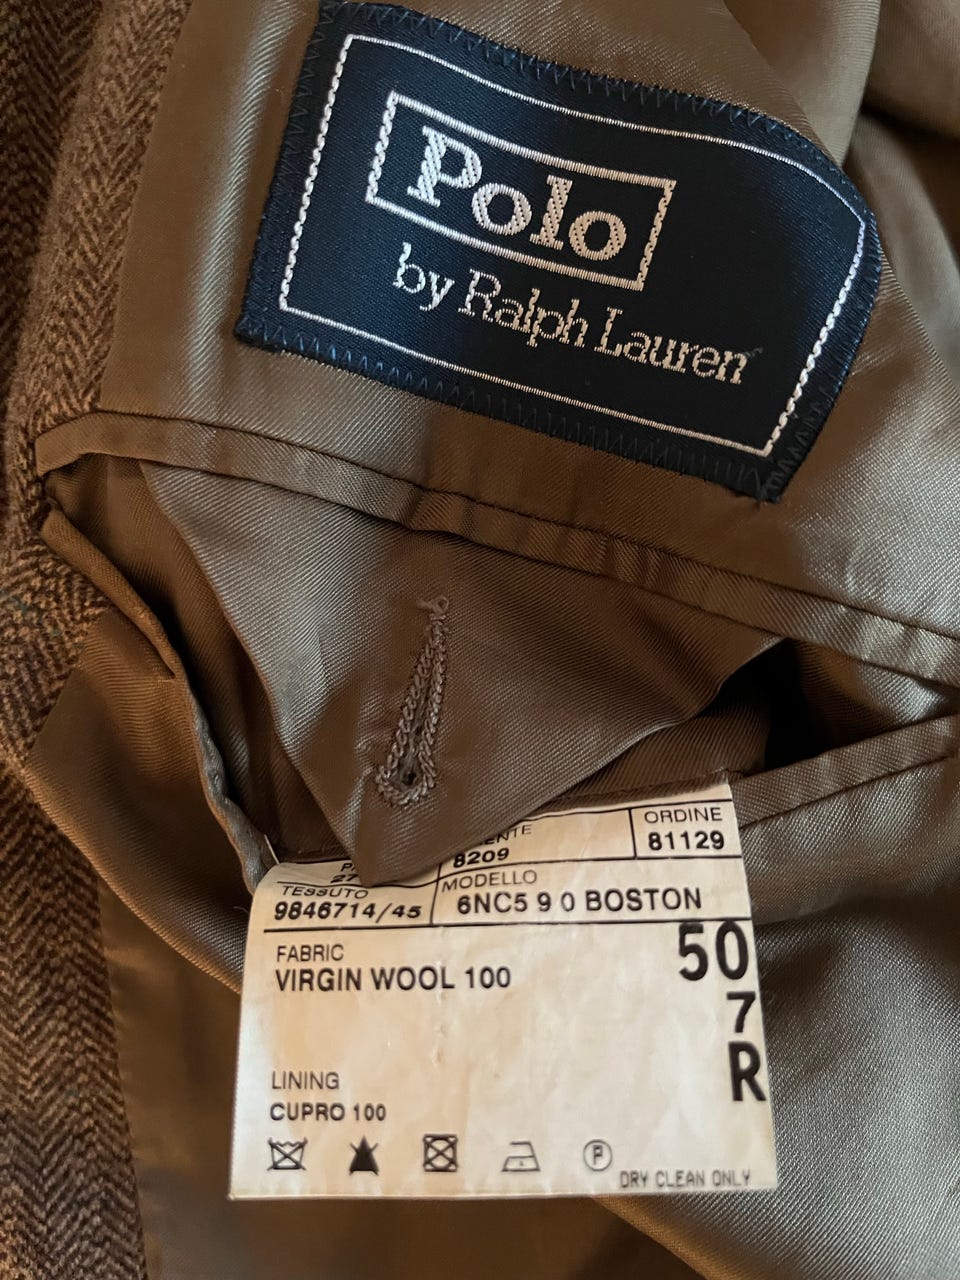 Polo
by Ralph Lauren
ORDINE
8209
81129
27
TESSUTO
MODELLO
9846714/45
6NC5 9 0 BOSTON
FABRIC
50
VIRGIN WOOL 100
7
R
LINING
CUPRO 100
P
DRY CLEAN ONLY